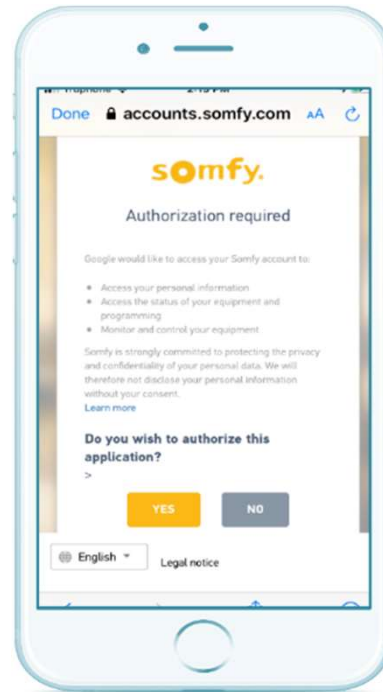 Done accounts.somfy.com AA
somfy.
Authorization required
Google would like to access your Somfy account to:
Access your personal information
Access the status of your equipment and
programming
Monitor and control your equipment
Somfy is strongly committed to protecting the privacy
and confidentiality of your personal data. We will
therefore not disclose your personal information
without your consent.
Learn more
Do you wish to authorize this
application?
>
YES NO
English Legal notice